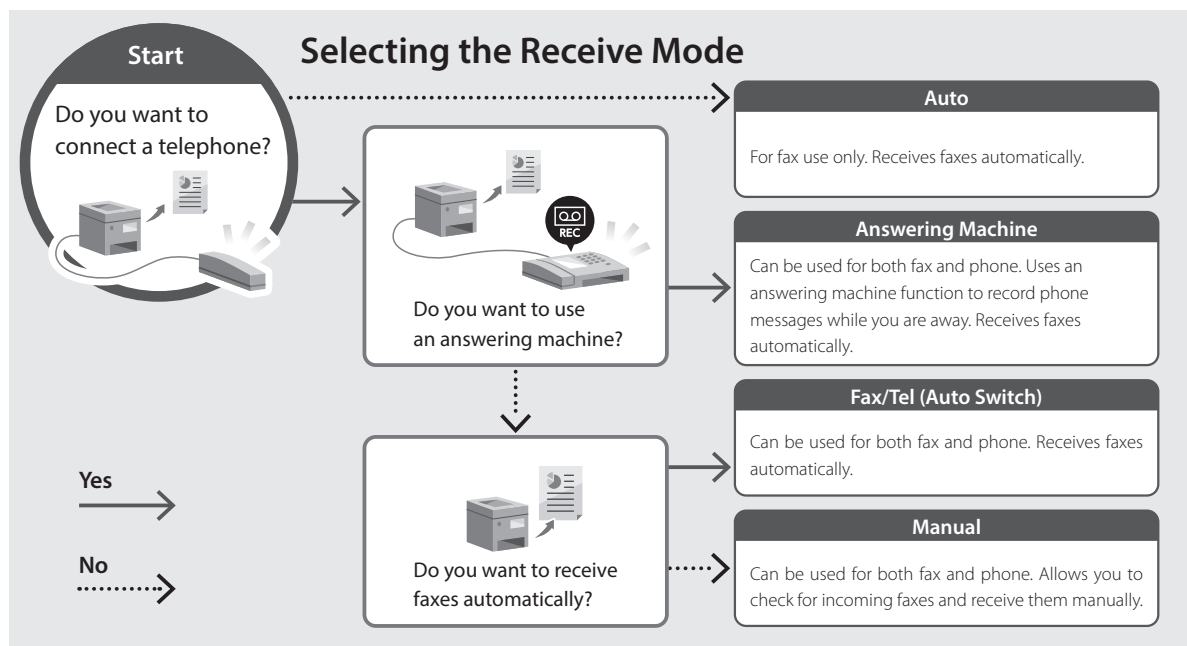 Selecting the Receive Mode
Start
Do you want to
connect a telephone?
REC
Do you want to use
an answering machine?
Do you want to receive
faxes automatically?
Auto
For fax use only. Receives faxes automatically.
Answering Machine
Can be used for both fax and phone. Uses an
answering machine function to record phone
messages while you are away. Receives faxes
automatically.
Fax/Tel (Auto Switch)
Can be used for both fax and phone. Receives faxes
automatically.
Manual
Can be used for both fax and phone. Allows you to
check for incoming faxes and receive them manually.
Yes
No